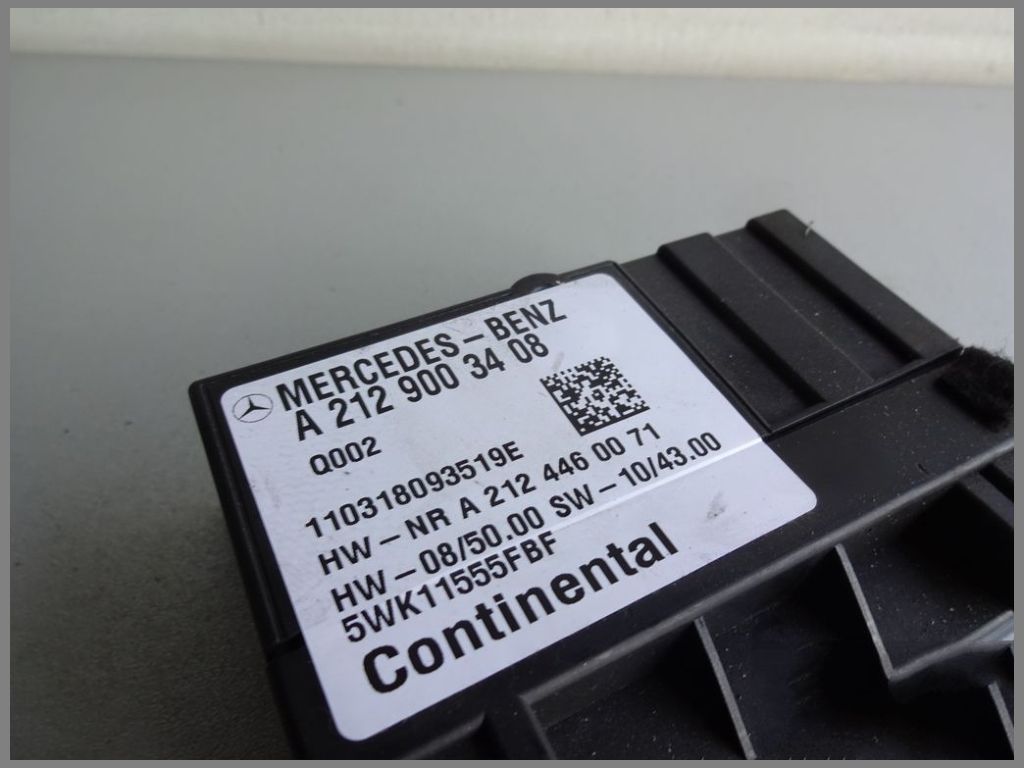 MERCEDES-BENZ
A 212 900 34 08
Q002
110318093519E
HW-NR A 212 446 00 71
HW-08/50.00 SW-10/43.00
5WK11555FBF
Continental